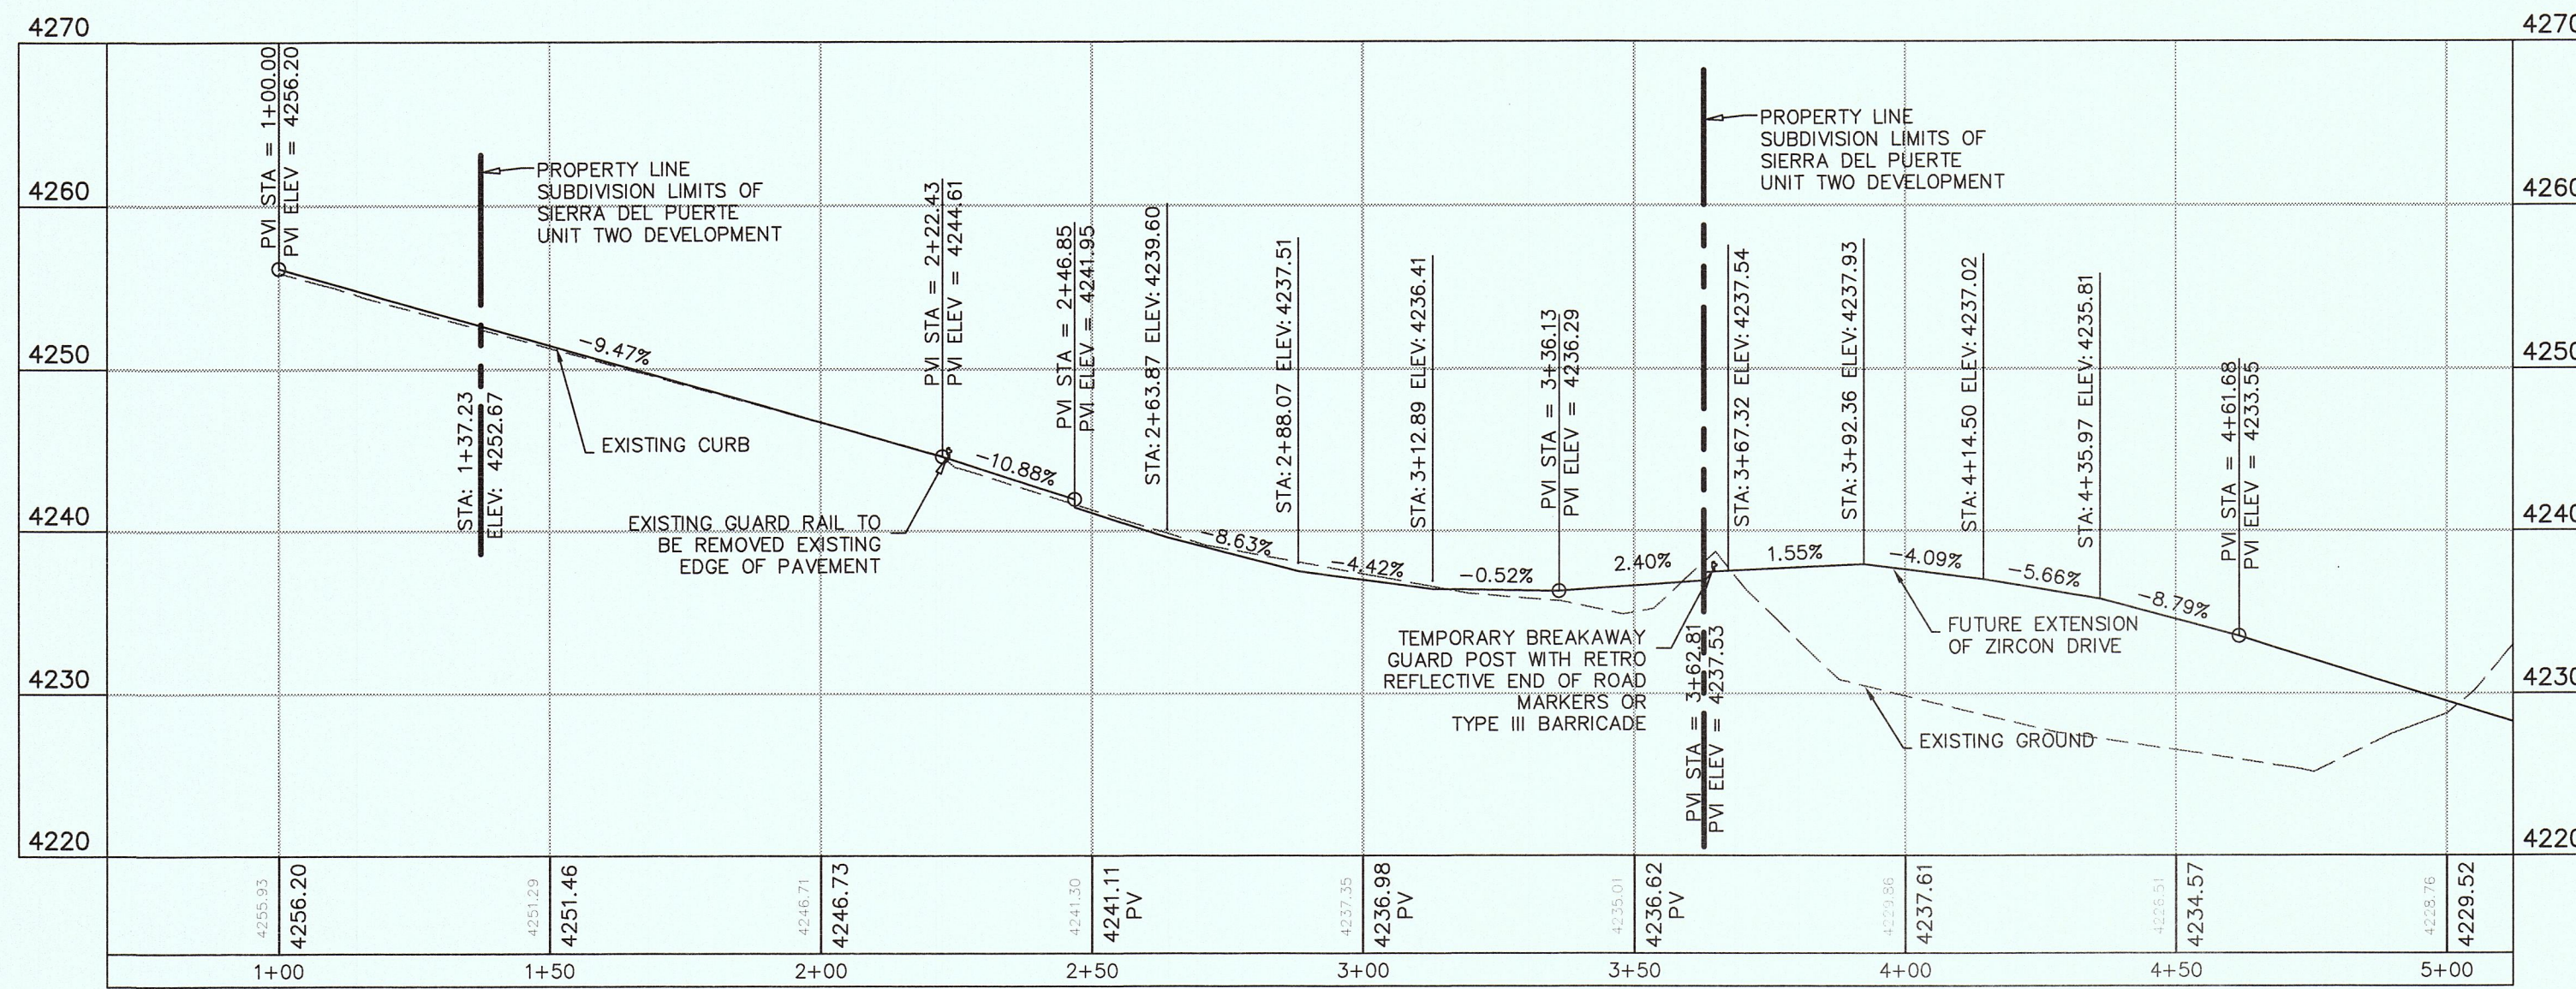 4270
4270
PVI STA = 1+00.00
PVI ELEV = 4256.20
PROPERTY LINE
SUBDIVISION LIMITS OF
SIERRA DEL PUERTE
UNIT TWO DEVELOPMENT
PROPERTY LINE
SUBDIVISION LIMITS OF
SIERRA DEL PUERTE
UNIT TWO DEVELOPMENT
4260
4260
PVI STA = 2+22.43
PVI ELEV = 4244.61
PVI STA = 2+46.85
PVI ELEV = 4241.95
STA: 2+63.87 ELEV: 4239.60
STA: 2+88.07 ELEV: 4237.51
STA: 3+12.89 ELEV: 4236.41
PVI STA = 3+36.13
PVI ELEV = 4236.29
STA: 3+67.32 ELEV: 4237.54
STA: 3+92.36 ELEV: 4237.93
STA: 4+14.50 ELEV: 4237.02
STA: 4+35.97 ELEV: 4235.81
PVI STA = 4+61.68
PVI ELEV = 4233.55
4250
4250
-9.47%
STA: 1+37.23
ELEV: 4252.67
EXISTING CURB
-10.88%
4240
4240
EXISTING GUARD RAIL TO
BE REMOVED EXISTING
EDGE OF PAVEMENT
-8.63%
-4.42%
-0.52%
2.40%
1.55%
-4.09%
-5.66%
-8.79%
TEMPORARY BREAKAWAY
GUARD POST WITH RETRO
REFLECTIVE END OF ROAD
MARKERS OR
TYPE III BARRICADE
PVI STA = 3+62.81
PVI ELEV = 4237.53
FUTURE EXTENSION
OF ZIRCON DRIVE
4230
4230
EXISTING GROUND
4220
4220
4255.93
4256.20
4251.29
4251.46
4246.71
4246.73
4241.30
4241.11
PV
4237.35
4236.98
PV
4235.01
4236.62
PV
4229.86
4237.61
4226.51
4234.57
4228.76
4229.52
1+00
1+50
2+00
2+50
3+00
3+50
4+00
4+50
5+00